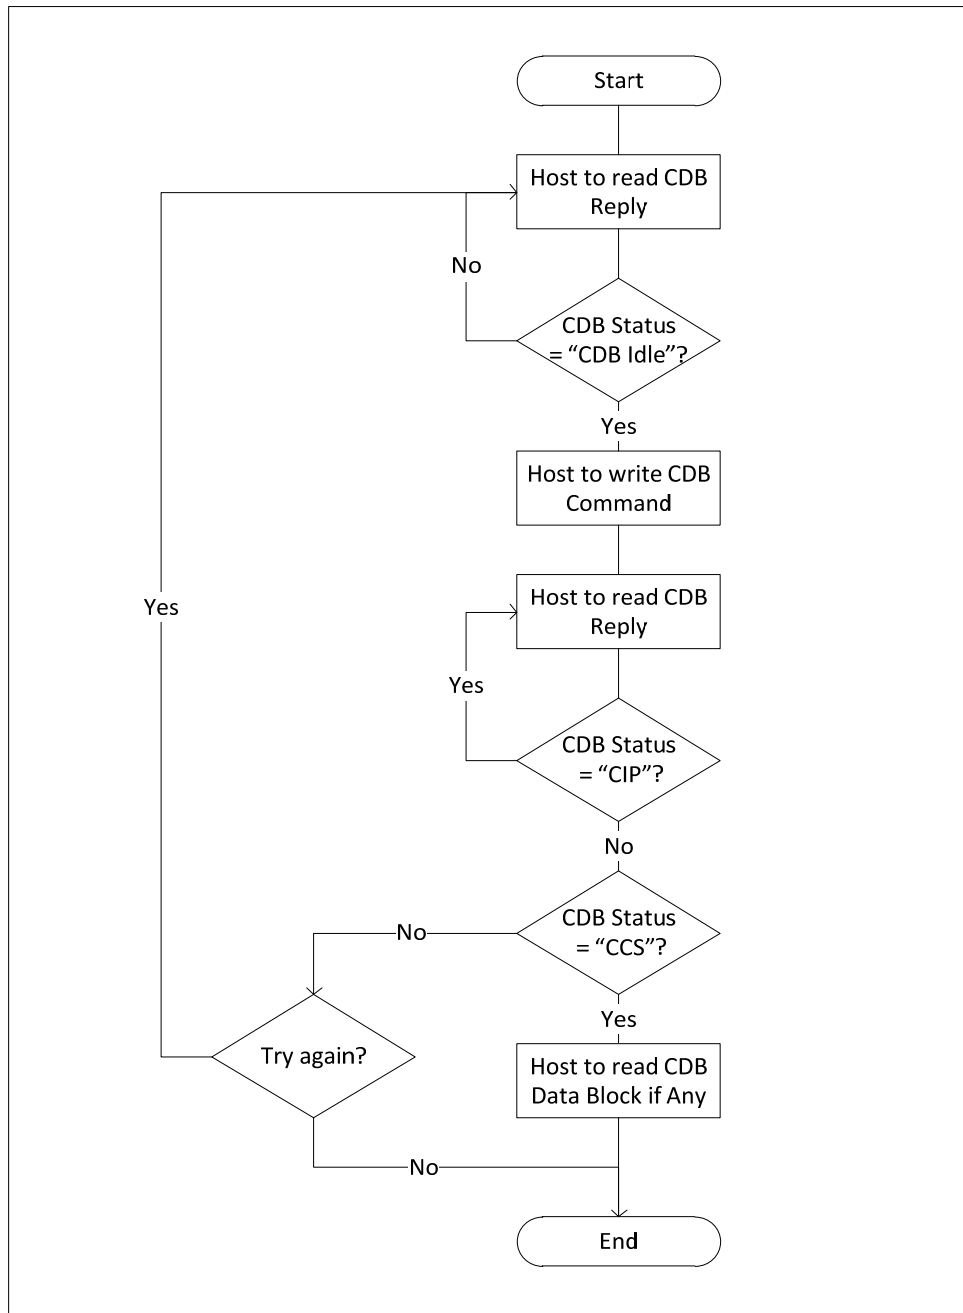 Start
Host to read CDB
Reply
No
CDB Status
= “CDB Idle”?
Yes
Host to write CDB
Command
Host to read CDB
Reply
Yes
Yes
CDB Status
= “CIP”?
No
CDB Status
= “CCS”?
No
Yes
Try again?
Host to read CDB
Data Block if Any
No
End